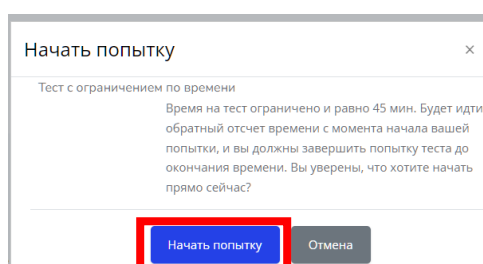 Начать попытку ×
Тест с ограничением по времени
Время на тест ограничено и равно 45 мин. Будет идти
обратный отсчет времени с момента начала вашей
попытки, и вы должны завершить попытку теста до
окончания времени. Вы уверены, что хотите начать
прямо сейчас?
Начать попытку Отмена